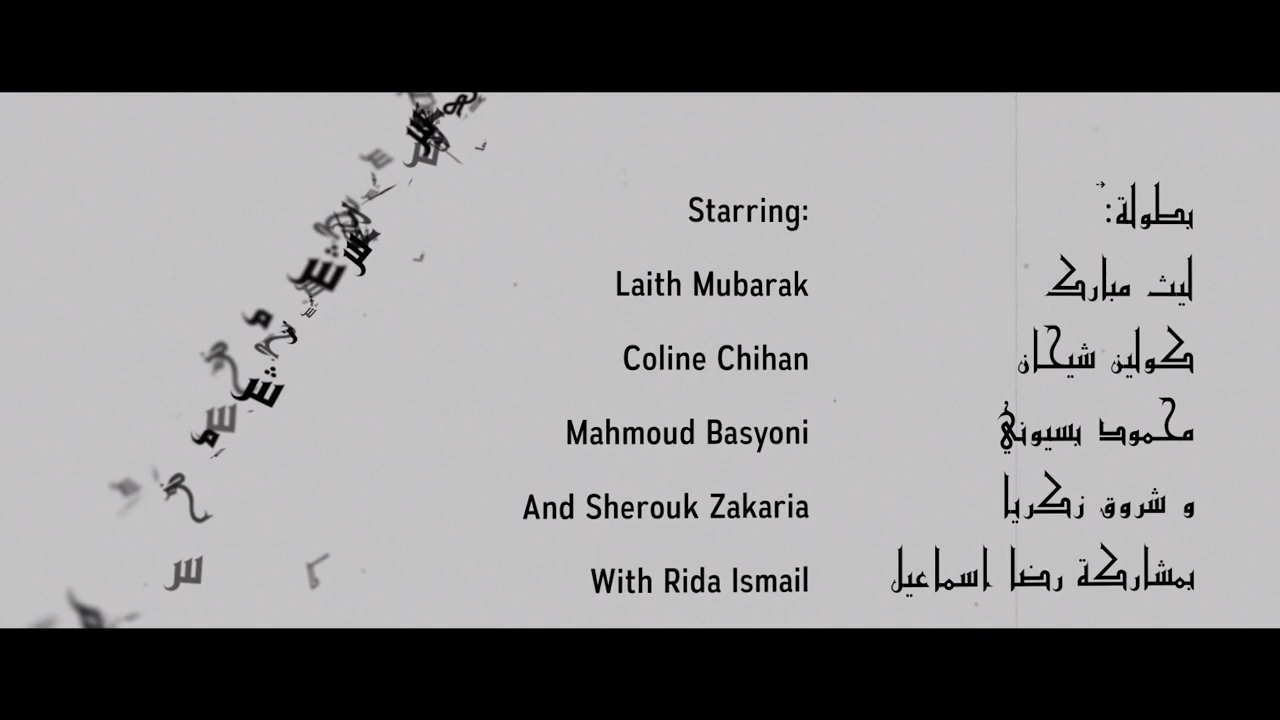 Starring:
بطولة:
Laith Mubarak
ليث مبارك
Coline Chihan
كولين شيحان
Mahmoud Basyoni
محمود بسيوني
And Sherouk Zakaria
و شروق زكريا
With Rida Ismail
بمشاركة رضا اسماعيل